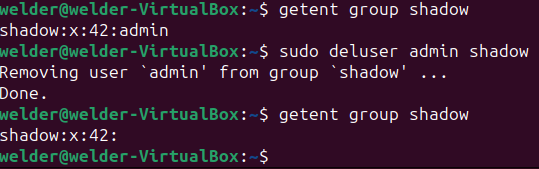 welder@welder-VirtualBox:~$ getent group shadow
shadow:x:42:admin
welder@welder-VirtualBox:~$ sudo deluser admin shadow
Removing user `admin' from group `shadow' ...
Done.
welder@welder-VirtualBox:~$ getent group shadow
shadow:x:42:
welder@welder-VirtualBox:~$